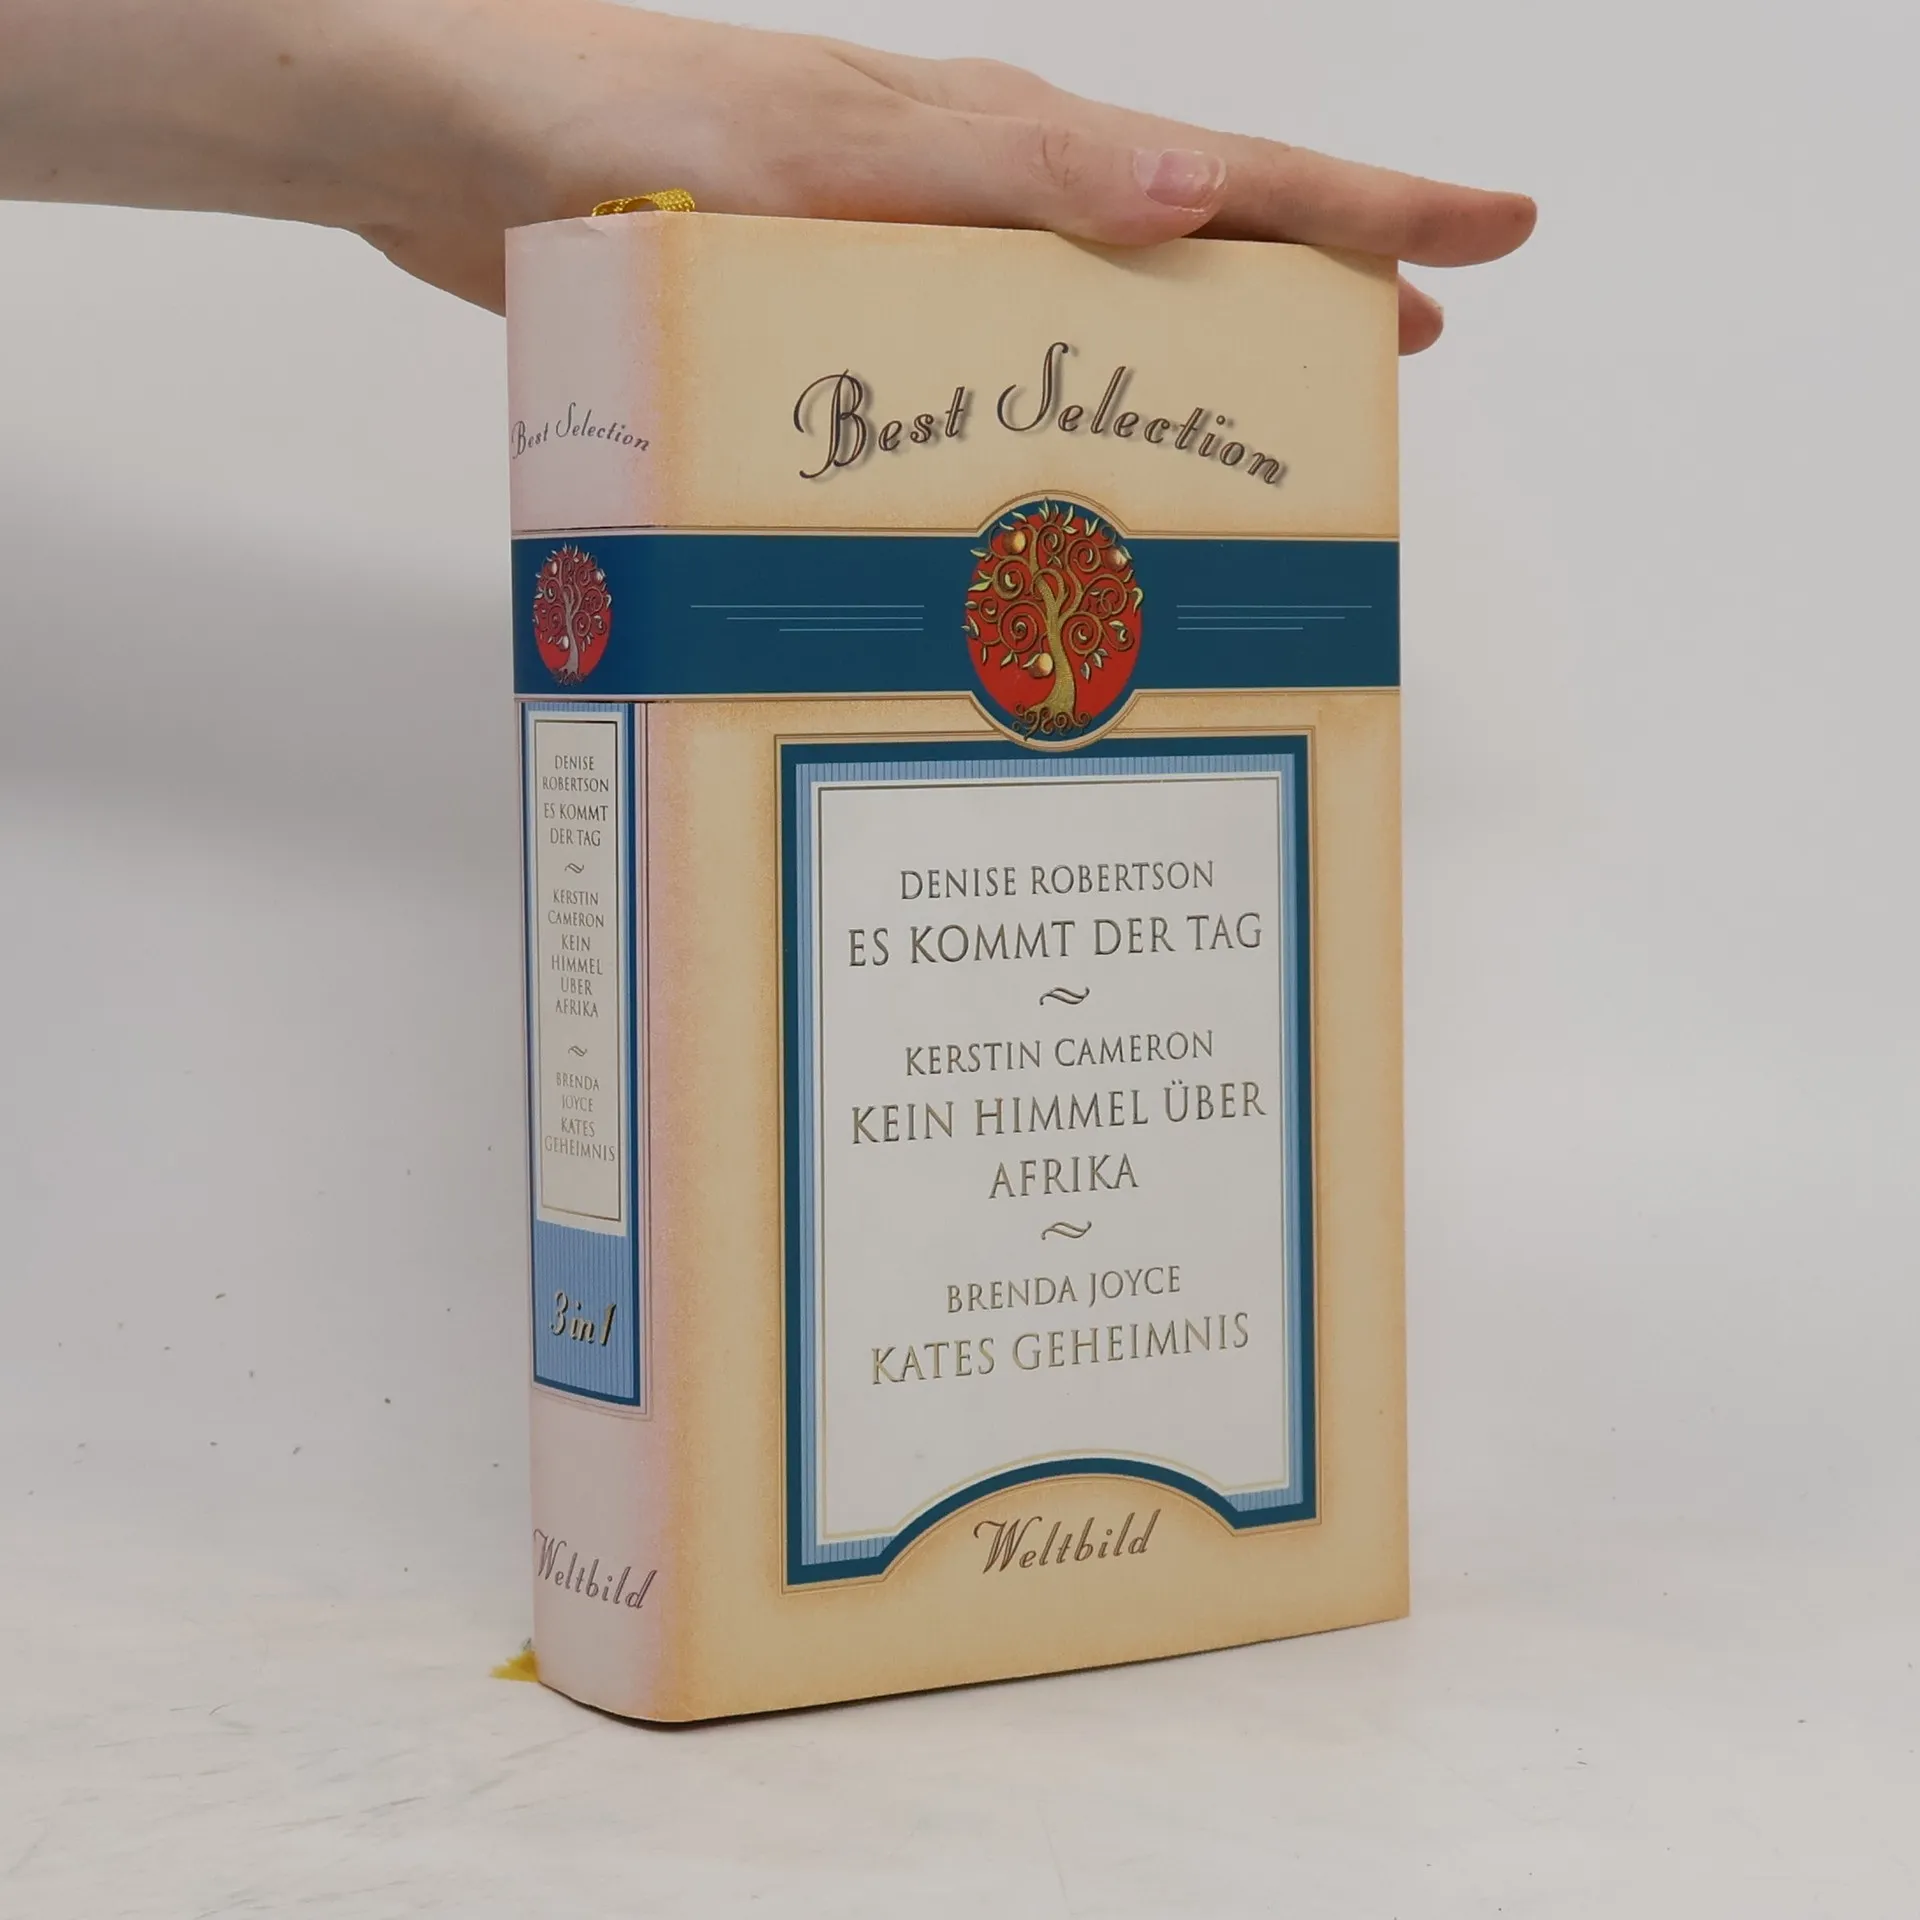 Best Selection
DENISE
ROBERTSON
ES KOMMT
DER TAG
KERSTIN
CAMERON
KEIN
HIMMEL
ÜBER
AFRIKA
BRENDA
JOYCE
KATES
GEHEIMNIS
3 in 1
Weltbild
Best Selection
DENISE ROBERTSON
ES KOMMT DER TAG
KERSTIN CAMERON
KEIN HIMMEL ÜBER
AFRIKA
BRENDA JOYCE
KATES GEHEIMNIS
Weltbild